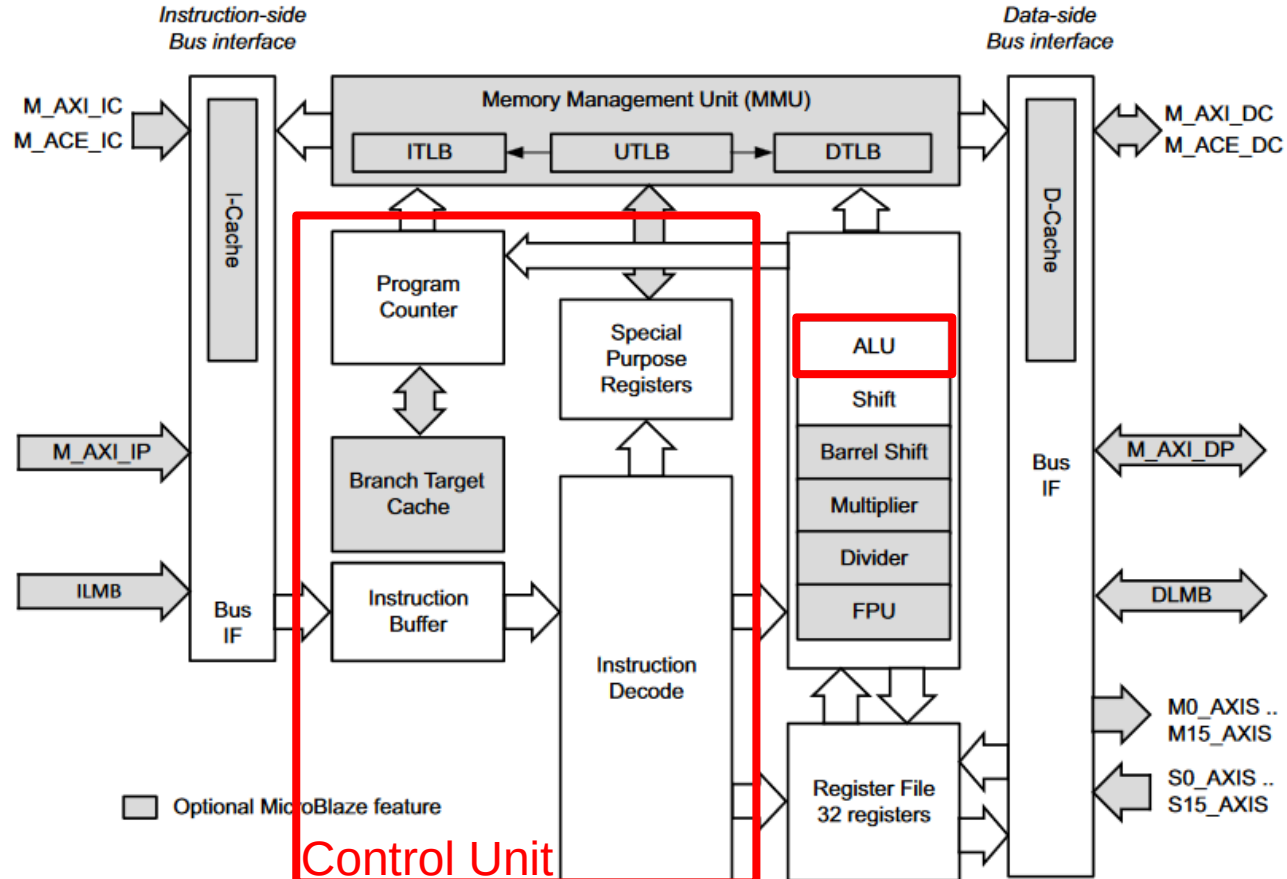 Instruction-side
Bus interface
Data-side
Bus interface
M_AXI_IC
M_ACE_IC
I-Cache
Memory Management Unit (MMU)
ITLB
UTLB
DTLB
D-Cache
M_AXI_DC
M_ACE_DC
Program
Counter
Special
Purpose
Registers
ALU
Shift
Barrel Shift
Multiplier
Divider
FPU
M_AXI_IP
Branch Target
Cache
Bus
IF
M_AXI_DP
ILMB
Bus
IF
Instruction
Buffer
Instruction
Decode
DLMB
Register File
32 registers
M0_AXIS ..
M15_AXIS
S0_AXIS ..
S15_AXIS
Optional MicroBlaze feature
Control Unit